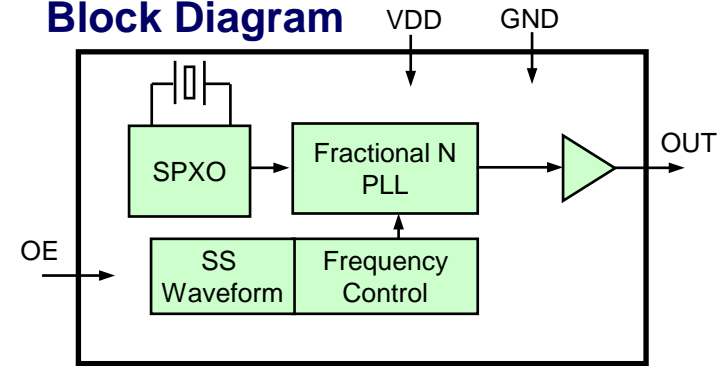 Block Diagram
VDD
GND
SPXO
Fractional N
PLL
OUT
OE
SS
Waveform
Frequency
Control